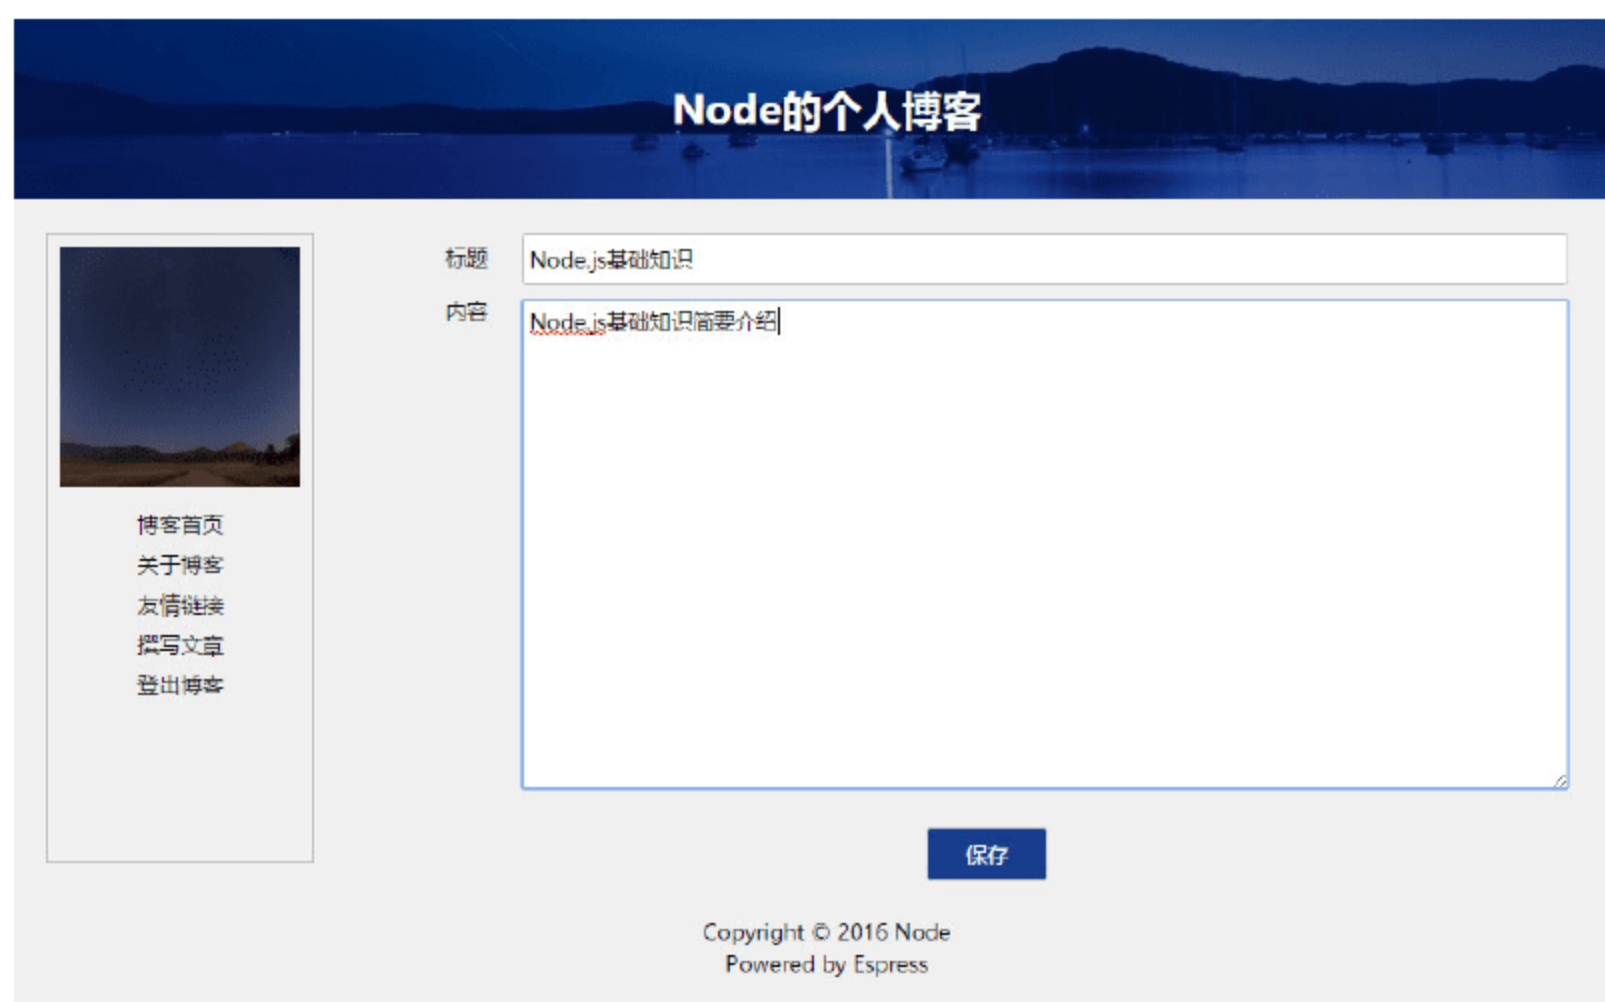 Node的个人博客
标题
Node.js基础知识
内容
Node.js基础知识简要介绍
博客首页
关于博客
友情链接
撰写文章
登出博客
保存
Copyright © 2016 Node
Powered by Espress